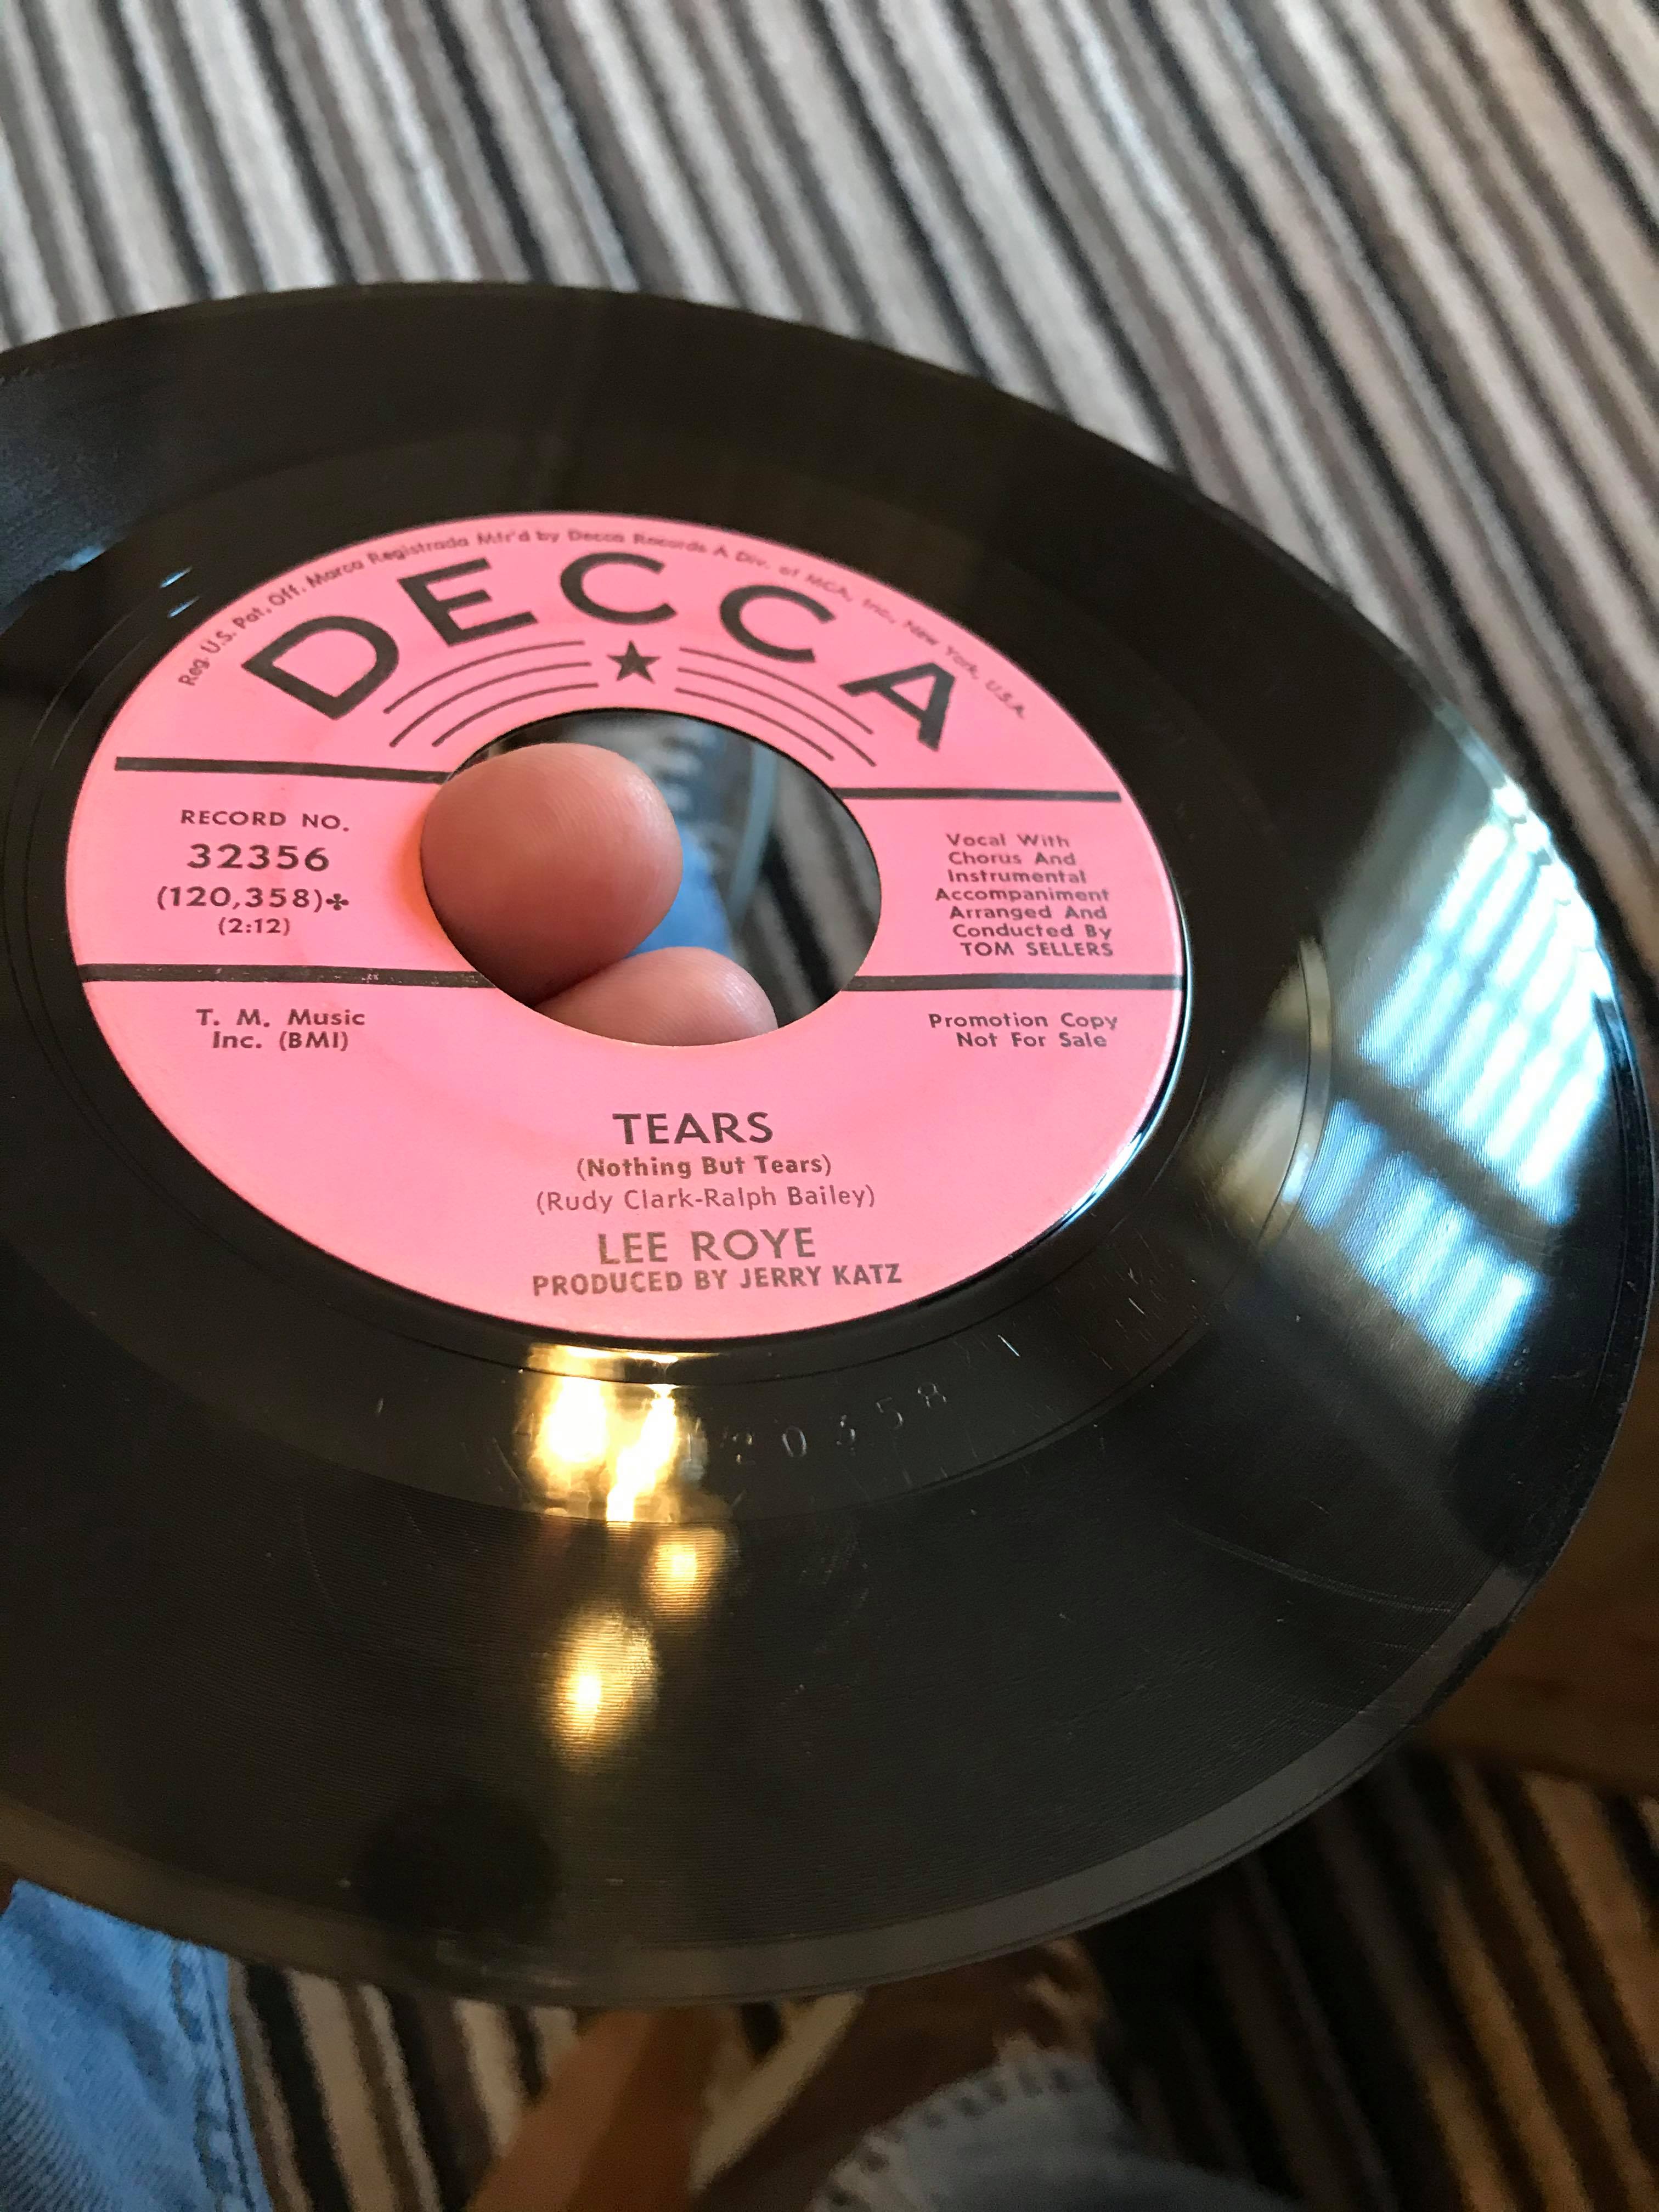 Reg. U.S. Pat. Off. Marca Registrada Mfr'd by Decca Records A Div. of MCA, Inc., New York, U.S.A.
DECCA
RECORD NO.
32356
(120,358)✤
(2:12)
Vocal With
Chorus And
Instrumental
Accompaniment
Arranged And
Conducted By
TOM SELLERS
T. M. Music
Inc. (BMI)
Promotion Copy
Not For Sale
TEARS
(Nothing But Tears)
(Rudy Clark-Ralph Bailey)
LEE ROYE
PRODUCED BY JERRY KATZ